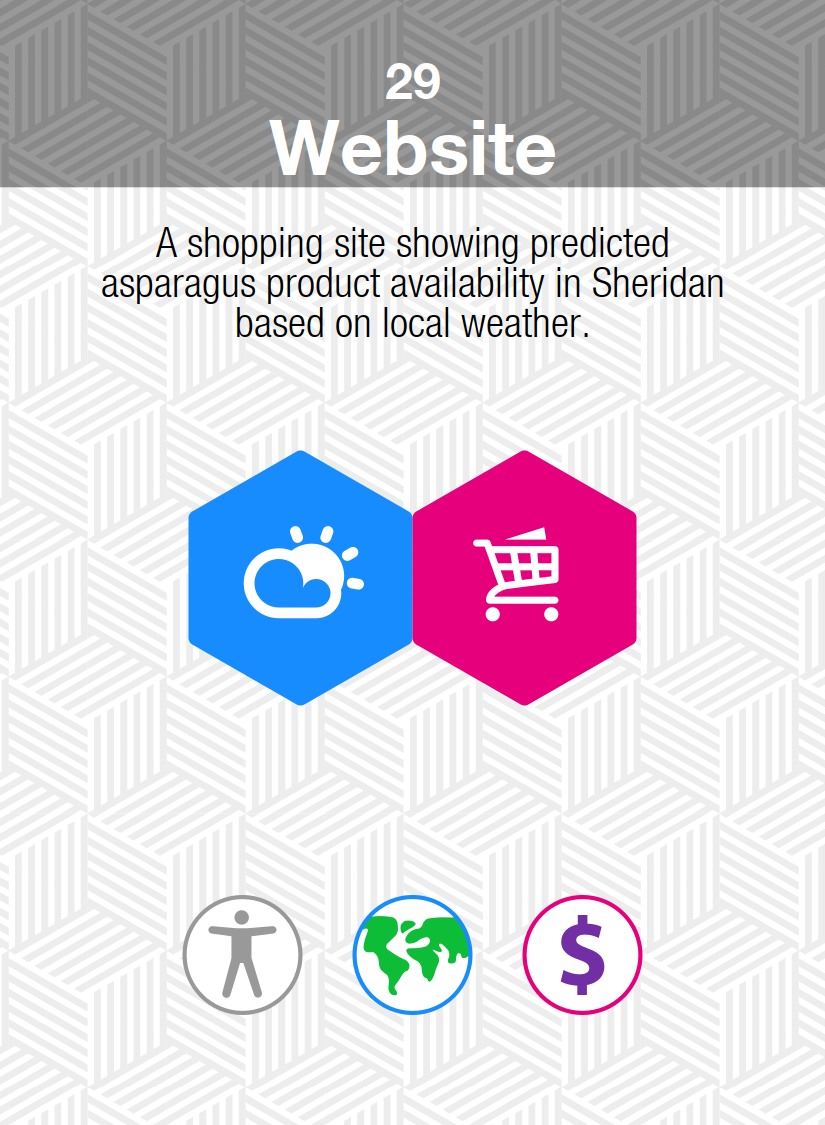 29
Website
A shopping site showing predicted
asparagus product availability in Sheridan
based on local weather.
$